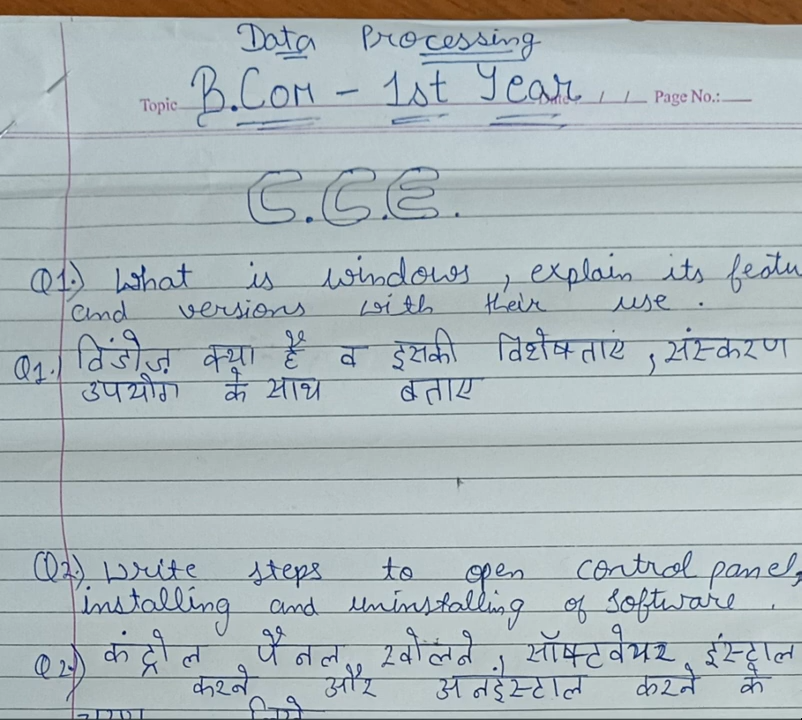 Data Processing
Topic B.Com - 1st Year Date / / Page No.:
C.C.E.
Q1.) What is windows, explain its featu
and versions with their use.
Q1.) विंडोज़ क्या है व इसकी विशेषताएं, संस्करण
उपयोग के साथ बताए
Q2.) Write steps to open control panel,
installing and uninstalling of software.
Q2.) कंट्रोल पैनल खोलने, सॉफ्टवेयर इंस्टाल
करने और अनइंस्टाल करने के